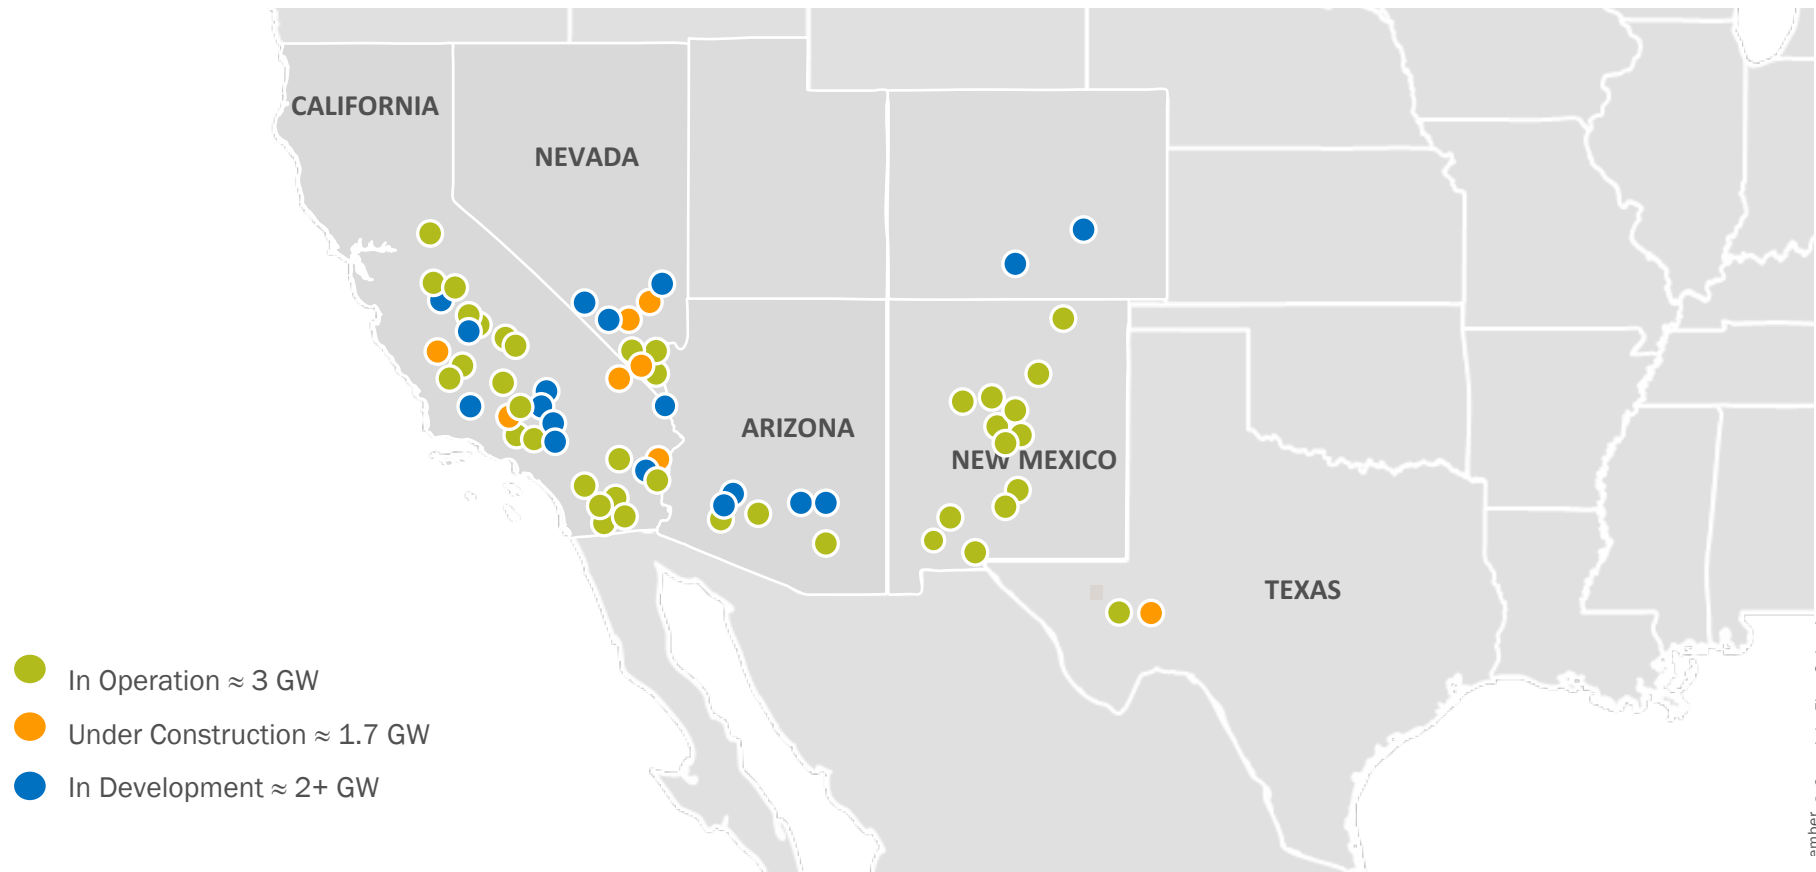 CALIFORNIA
NEVADA
ARIZONA
NEW MEXICO
TEXAS
In Operation ≈ 3 GW
Under Construction ≈ 1.7 GW
In Development ≈ 2+ GW